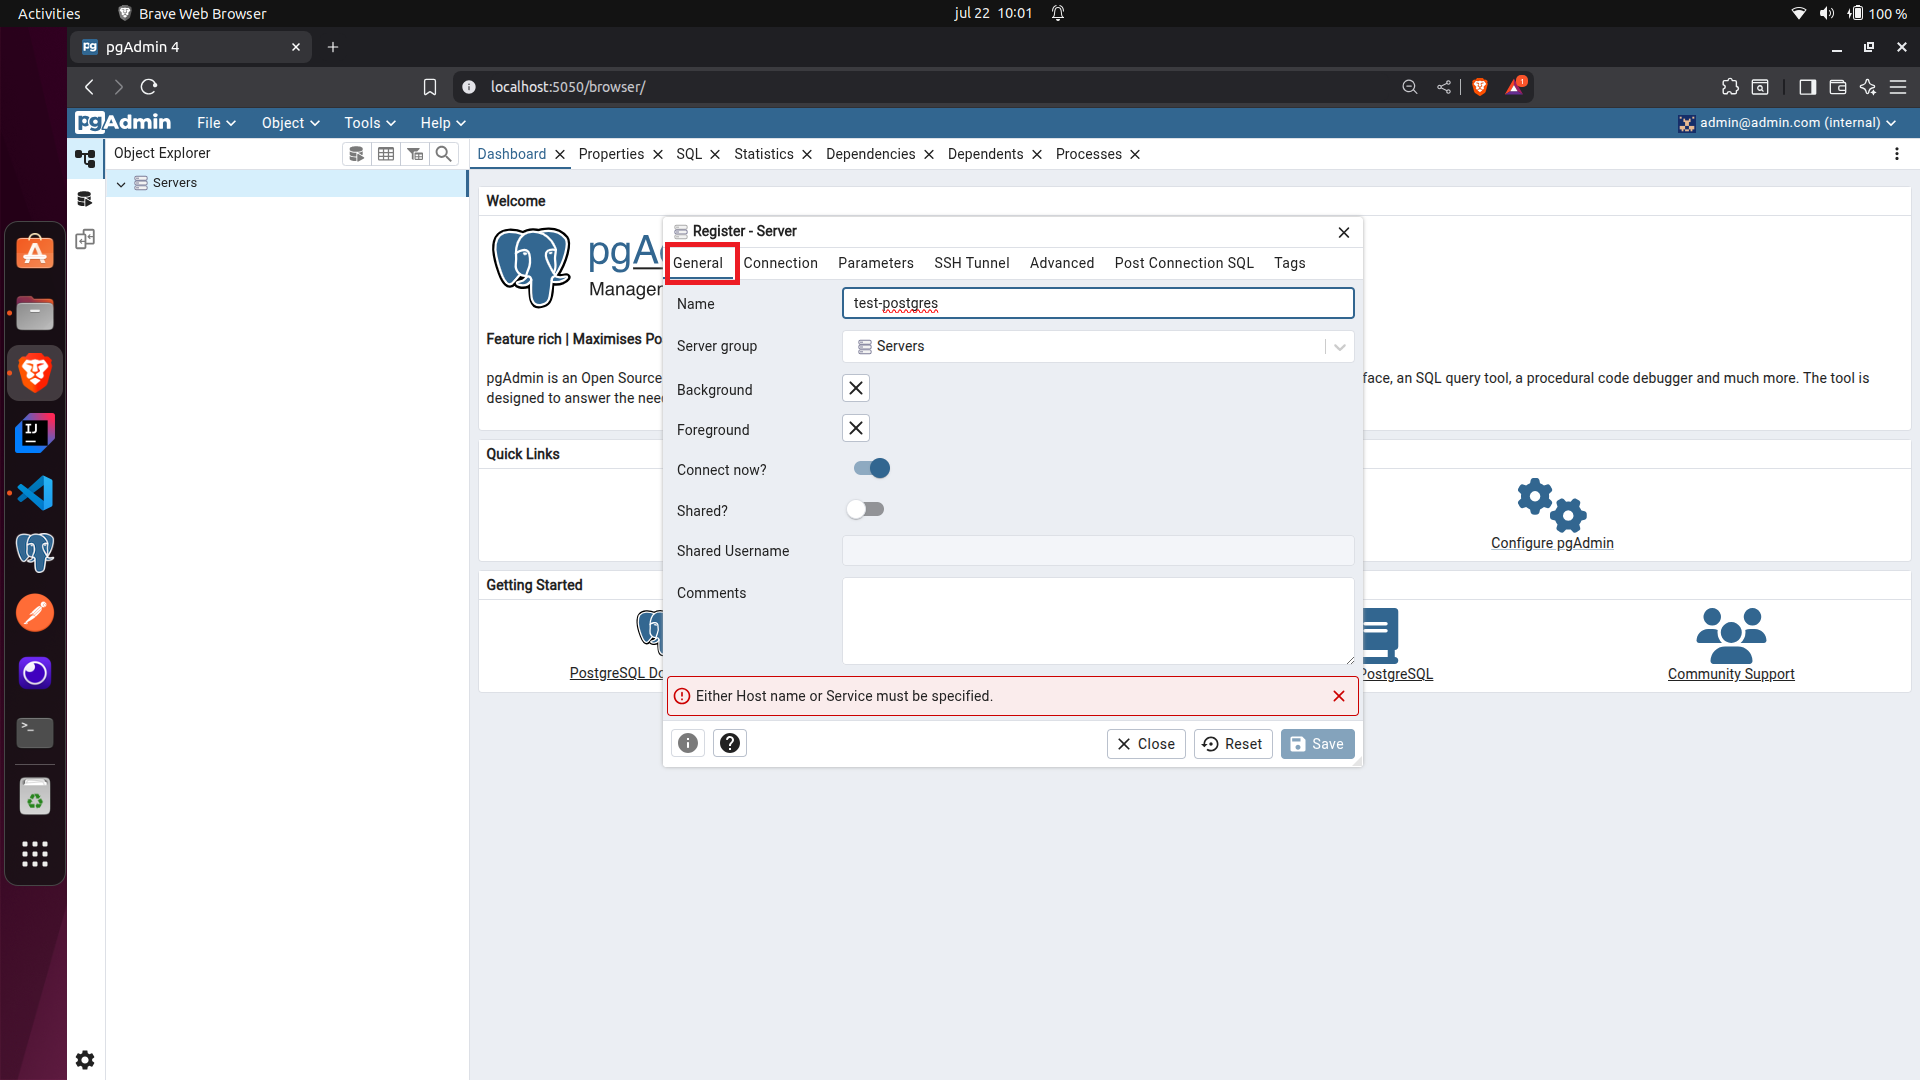 Activities
Brave Web Browser
jul 22 10:01
100 %
pgAdmin 4
localhost:5050/browser/
1
pgAdmin
File
Object
Tools
Help
admin@admin.com (internal)
Object Explorer
Dashboard
Properties
SQL
Statistics
Dependencies
Dependents
Processes
Servers
Welcome
pgA
Manager
Feature rich | Maximises Po
pgAdmin is an Open Source
face, an SQL query tool, a procedural code debugger and much more. The tool is
designed to answer the nee
Quick Links
Configure pgAdmin
Getting Started
PostgreSQL Do
PostgreSQL
Community Support
Register - Server
General
Connection
Parameters
SSH Tunnel
Advanced
Post Connection SQL
Tags
Name
test-postgres
Server group
Servers
Background
Foreground
Connect now?
Shared?
Shared Username
Comments
Either Host name or Service must be specified.
Close
Reset
Save